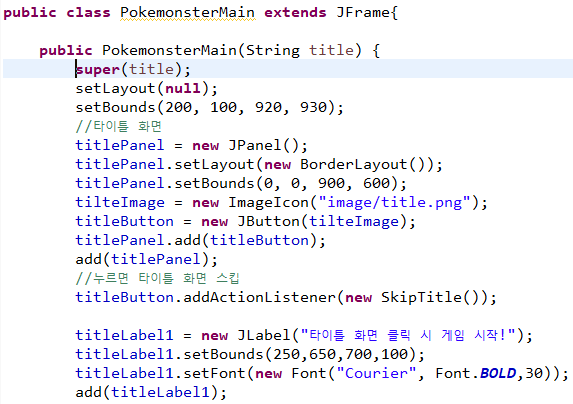 public class PokemonsterMain extends JFrame{
public PokemonsterMain(String title) {
super(title);
setLayout(null);
setBounds(200, 100, 920, 930);
//타이틀 화면
titlePanel = new JPanel();
titlePanel.setLayout(new BorderLayout());
titlePanel.setBounds(0, 0, 900, 600);
tilteImage = new ImageIcon("image/title.png");
titleButton = new JButton(tilteImage);
titlePanel.add(titleButton);
add(titlePanel);
//누르면 타이틀 화면 스킵
titleButton.addActionListener(new SkipTitle());
titleLabel1 = new JLabel("타이틀 화면 클릭 시 게임 시작!");
titleLabel1.setBounds(250,650,700,100);
titleLabel1.setFont(new Font("Courier", Font.BOLD,30));
add(titleLabel1);